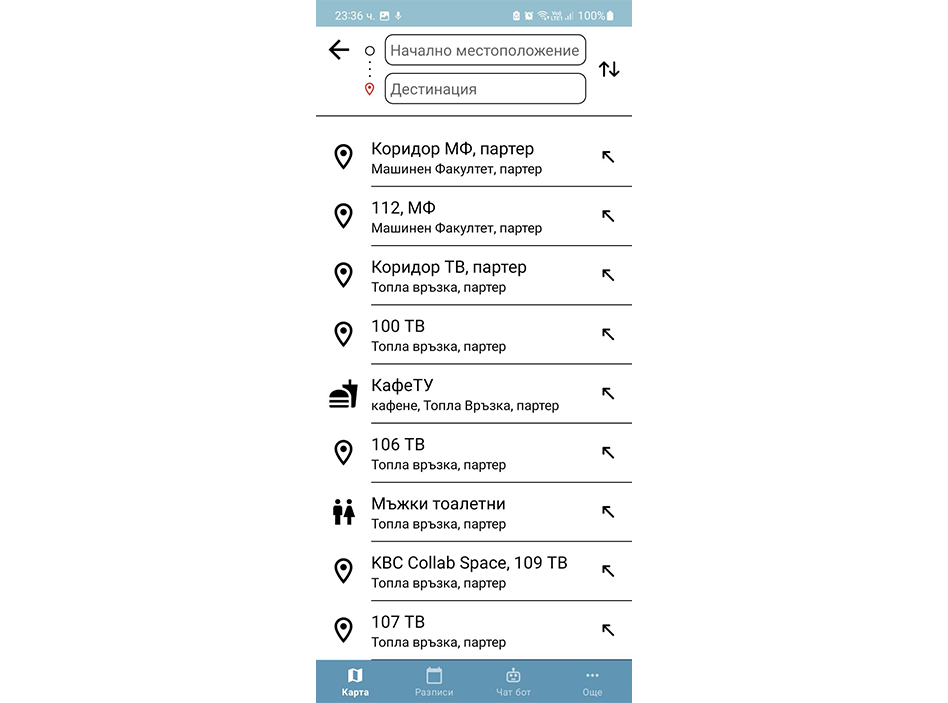 23:36 ч. 100%
Начално местоположение
Дестинация
Коридор МФ, партер
Машинен Факултет, партер
112, МФ
Машинен Факултет, партер
Коридор ТВ, партер
Топла връзка, партер
100 ТВ
Топла връзка, партер
КафеТУ
кафене, Топла Връзка, партер
106 ТВ
Топла връзка, партер
Мъжки тоалетни
Топла връзка, партер
KBC Collab Space, 109 ТВ
Топла връзка, партер
107 ТВ
Топла връзка, партер
Карта Разписи Чат бот Още